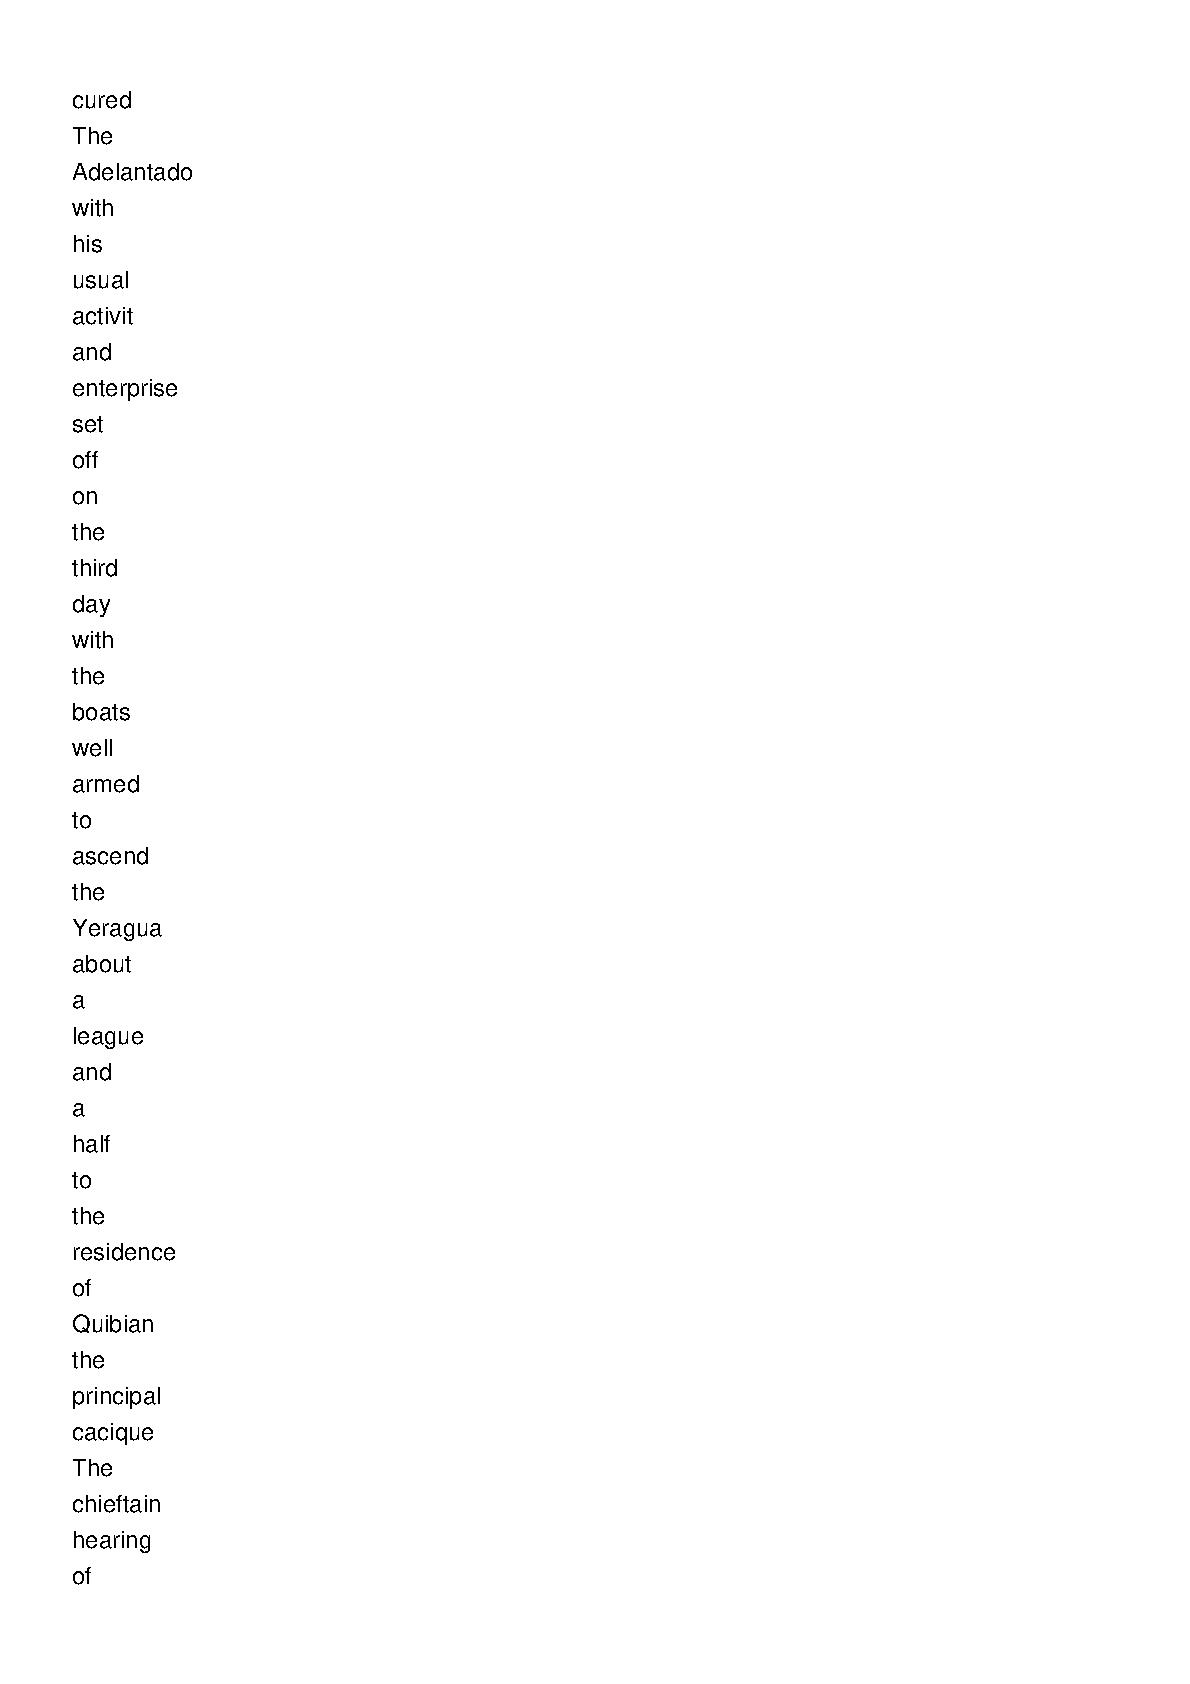 cured
The
Adelantado
with
his
usual
activit
and
enterprise
set
off
on
the
third
day
with
the
boats
well
armed
to
ascend
the
Yeragua
about
a
league
and
a
half
to
the
residence
of
Quibian
the
principal
cacique
The
chieftain
hearing
of